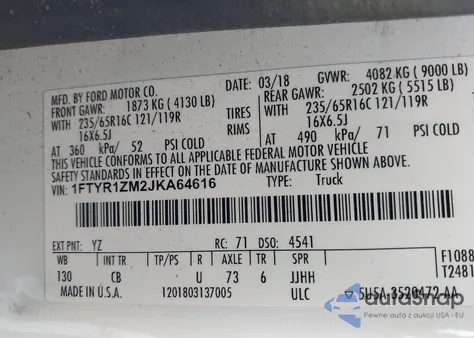 MFD. BY FORD MOTOR CO.
DATE: 03/18 GVWR: 4082 KG ( 9000 LB)
FRONT GAWR: 1873 KG ( 4130 LB) REAR GAWR: 2502 KG ( 5515 LB)
WITH 235/65R16C 121/119R TIRES WITH 235/65R16C 121/119R
16X6.5J RIMS 16X6.5J
AT 360 kPa/ 52 PSI COLD AT 490 kPa/ 71 PSI COLD
THIS VEHICLE CONFORMS TO ALL APPLICABLE FEDERAL MOTOR VEHICLE
SAFETY STANDARDS IN EFFECT ON THE DATE OF MANUFACTURE SHOWN ABOVE.
VIN: 1FTYR1ZM2JKA64616 TYPE: Truck
EXT PNT: YZ RC: 71 DSO: 4541
WB INT TR TP/PS R AXLE TR SPR F1088
130 CB U 73 6 JJHH T2481
MADE IN U.S.A. 1201803137005 ULC 5U5A-3520472-AA
autosnap
Pewne auta z aukcji USA - EU